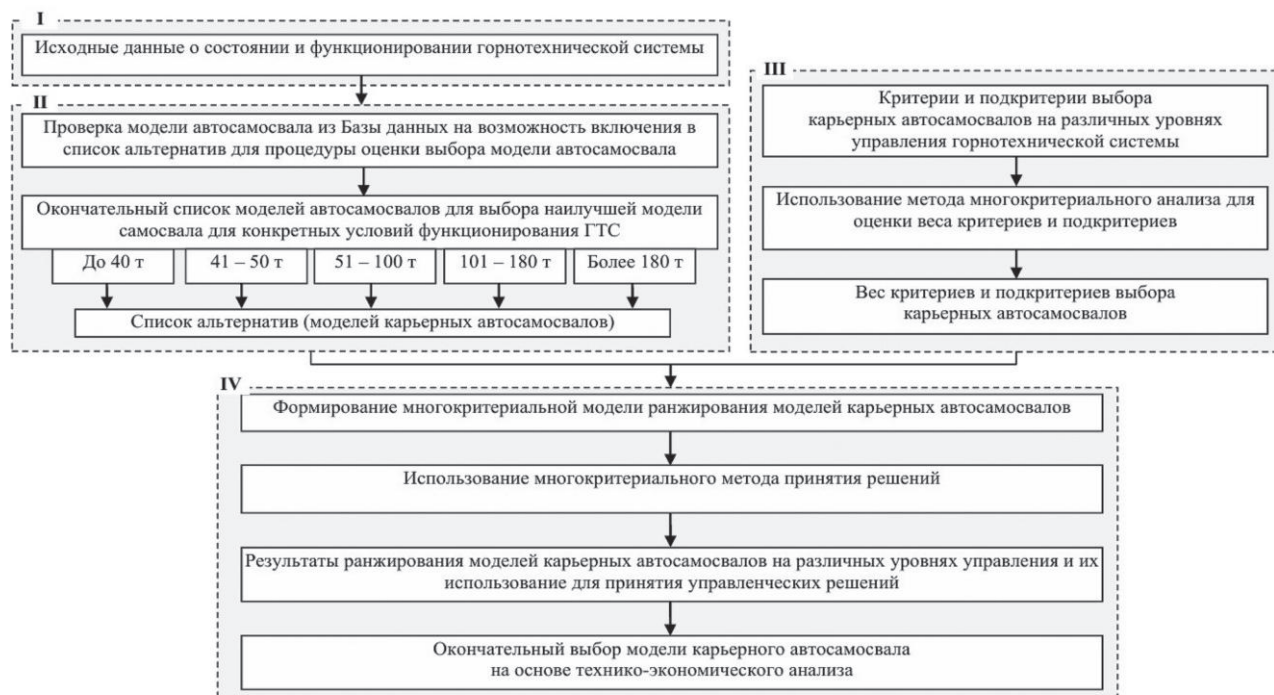 I
Исходные данные о состоянии и функционировании горнотехнической системы
II
Проверка модели автосамосвала из Базы данных на возможность включения в
список альтернатив для процедуры оценки выбора модели автосамосвала
Окончательный список моделей автосамосвалов для выбора наилучшей модели
самосвала для конкретных условий функционирования ГТС
До 40 т
41 – 50 т
51 – 100 т
101 – 180 т
Более 180 т
Список альтернатив (моделей карьерных автосамосвалов)
III
Критерии и подкритерии выбора
карьерных автосамосвалов на различных уровнях
управления горнотехнической системы
Использование метода многокритериального анализа для
оценки веса критериев и подкритериев
Вес критериев и подкритериев выбора
карьерных автосамосвалов
IV
Формирование многокритериальной модели ранжирования моделей карьерных автосамосвалов
Использование многокритериального метода принятия решений
Результаты ранжирования моделей карьерных автосамосвалов на различных уровнях управления и их
использование для принятия управленческих решений
Окончательный выбор модели карьерного автосамосвала
на основе технико-экономического анализа